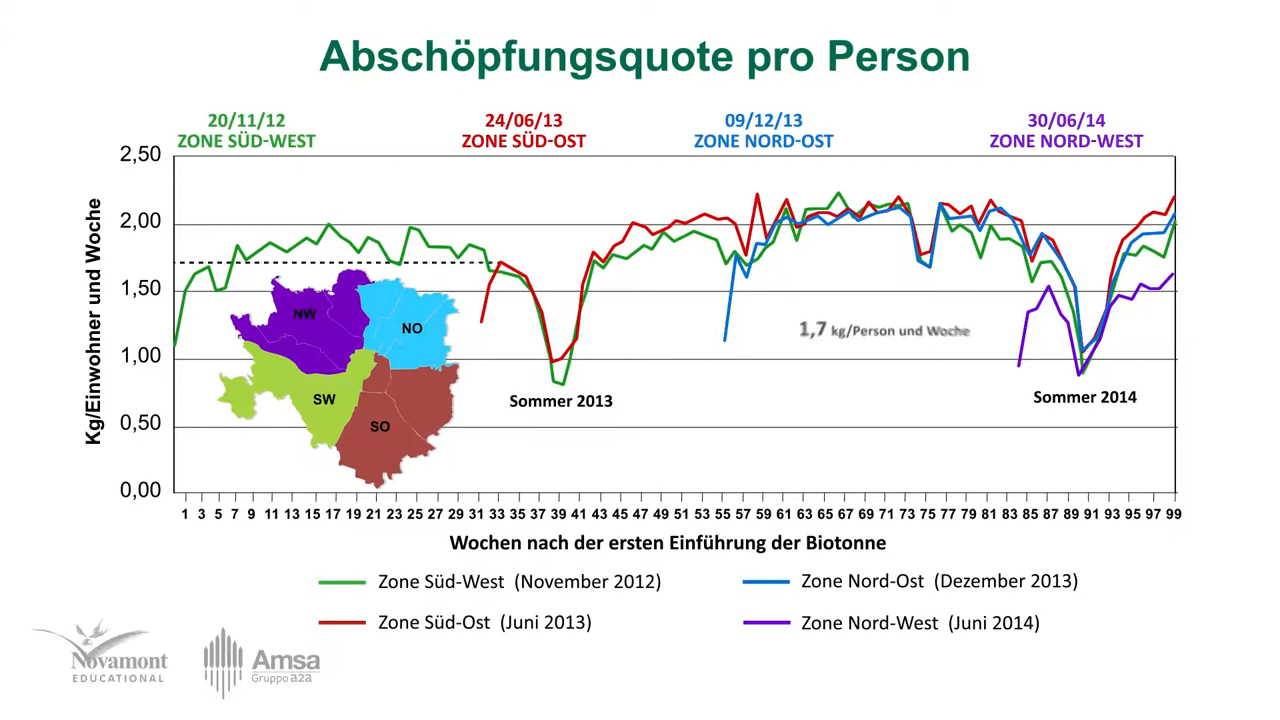 Abschöpfungsquote pro Person
20/11/12
ZONE SÜD-WEST
24/06/13
ZONE SÜD-OST
09/12/13
ZONE NORD-OST
30/06/14
ZONE NORD-WEST
Kg/Einwohner und Woche
2,50
2,00
1,50
1,00
0,50
0,00
NW
NO
SW
SO
1,7 kg/Person und Woche
Sommer 2013
Sommer 2014
1 3 5 7 9 11 13 15 17 19 21 23 25 27 29 31 33 35 37 39 41 43 45 47 49 51 53 55 57 59 61 63 65 67 69 71 73 75 77 79 81 83 85 87 89 91 93 95 97 99
Wochen nach der ersten Einführung der Biotonne
Zone Süd-West (November 2012)
Zone Nord-Ost (Dezember 2013)
Zone Süd-Ost (Juni 2013)
Zone Nord-West (Juni 2014)
Novamont
EDUCATIONAL
Amsa
Gruppo a2a